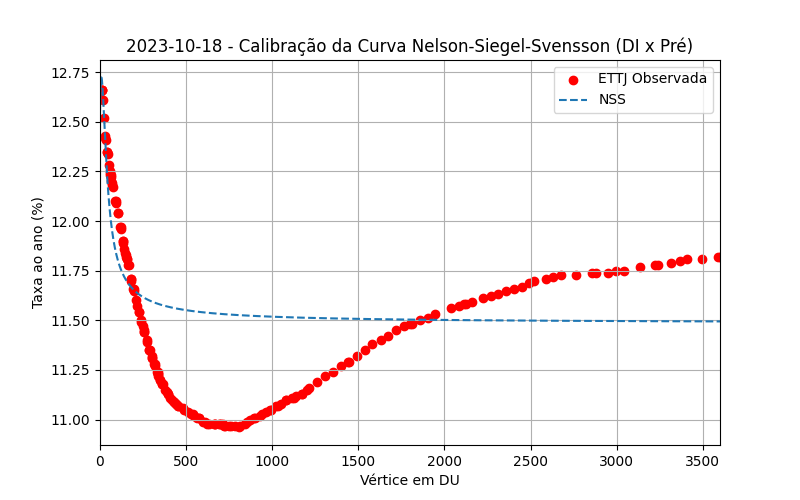 2023-10-18 - Calibração da Curva Nelson-Siegel-Svensson (DI x Pré)
ETTJ Observada
NSS
Taxa ao ano (%)
12.75
12.50
12.25
12.00
11.75
11.50
11.25
11.00
0 500 1000 1500 2000 2500 3000 3500
Vértice em DU